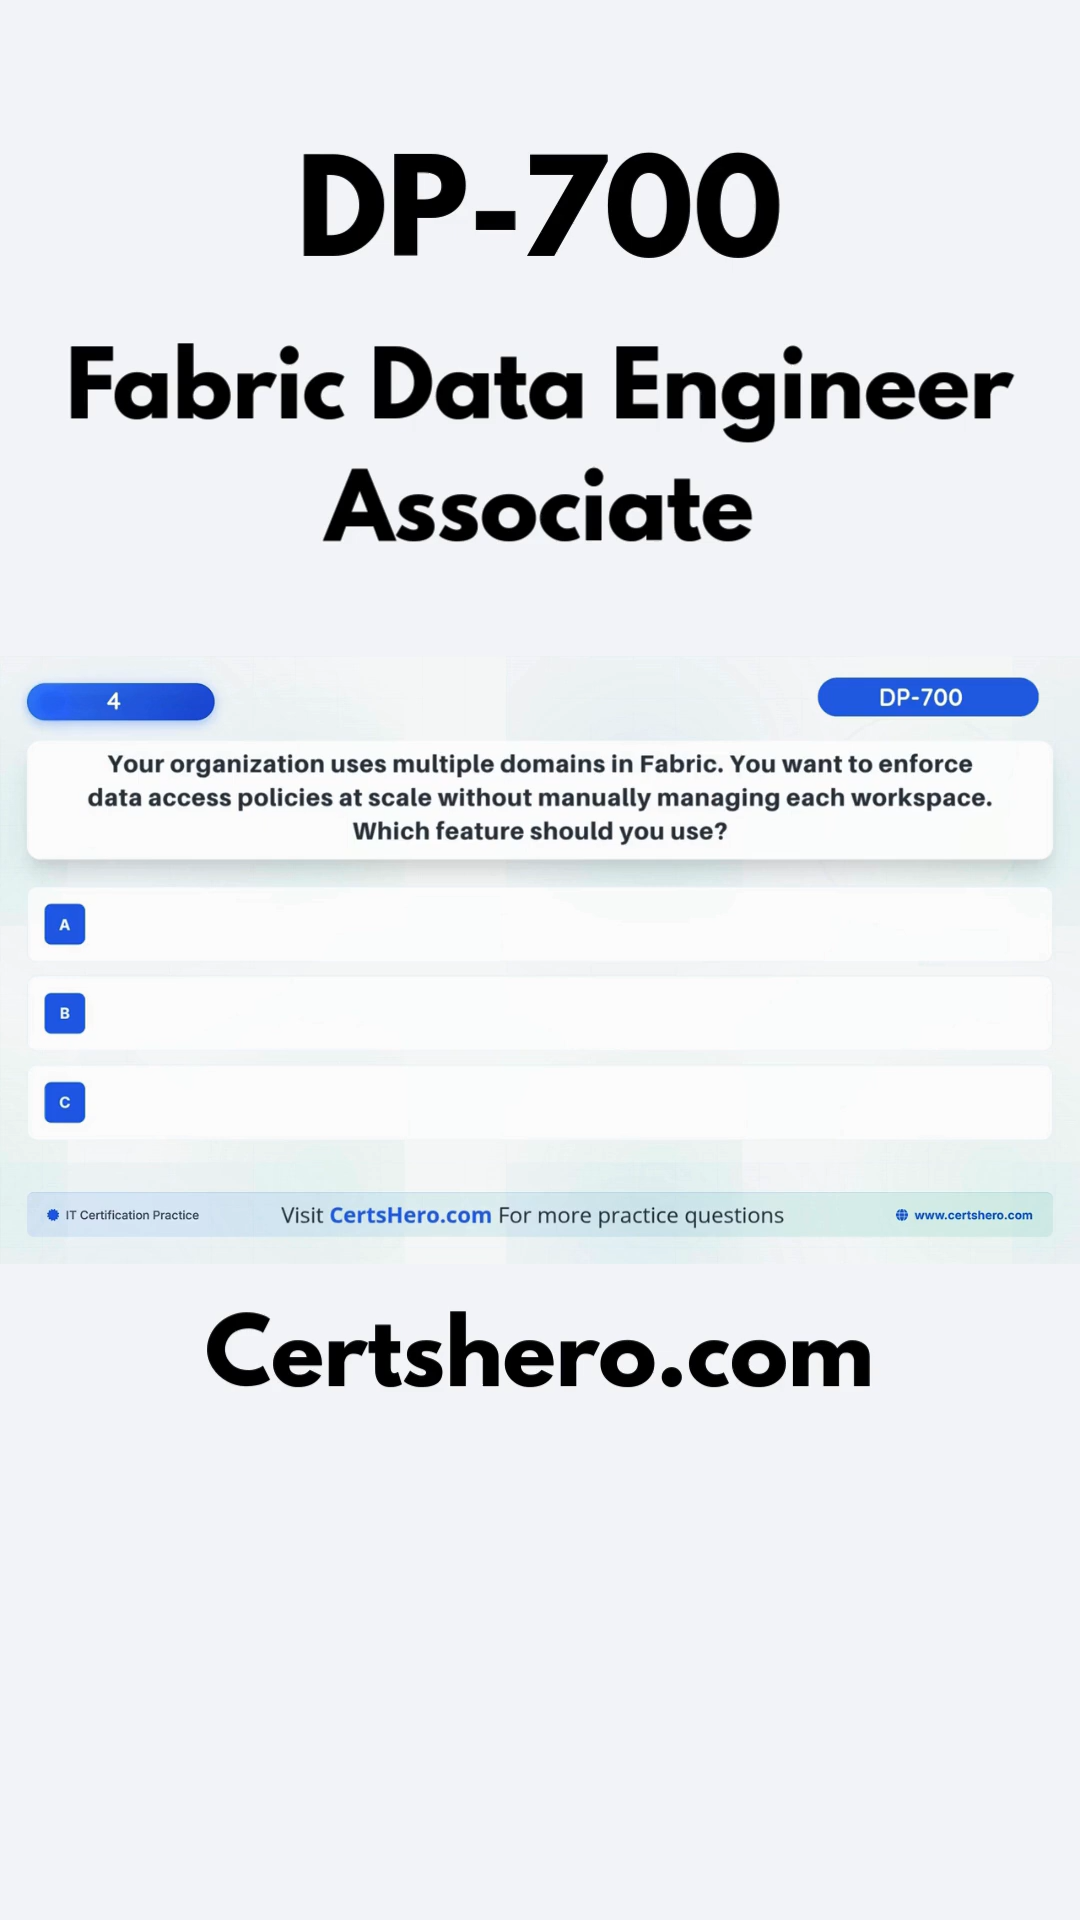 DP-700
Fabric Data Engineer
Associate
4
DP-700
Your organization uses multiple domains in Fabric. You want to enforce
data access policies at scale without manually managing each workspace.
Which feature should you use?
A
B
C
IT Certification Practice
Visit CertsHero.com For more practice questions
www.certshero.com
Certshero.com